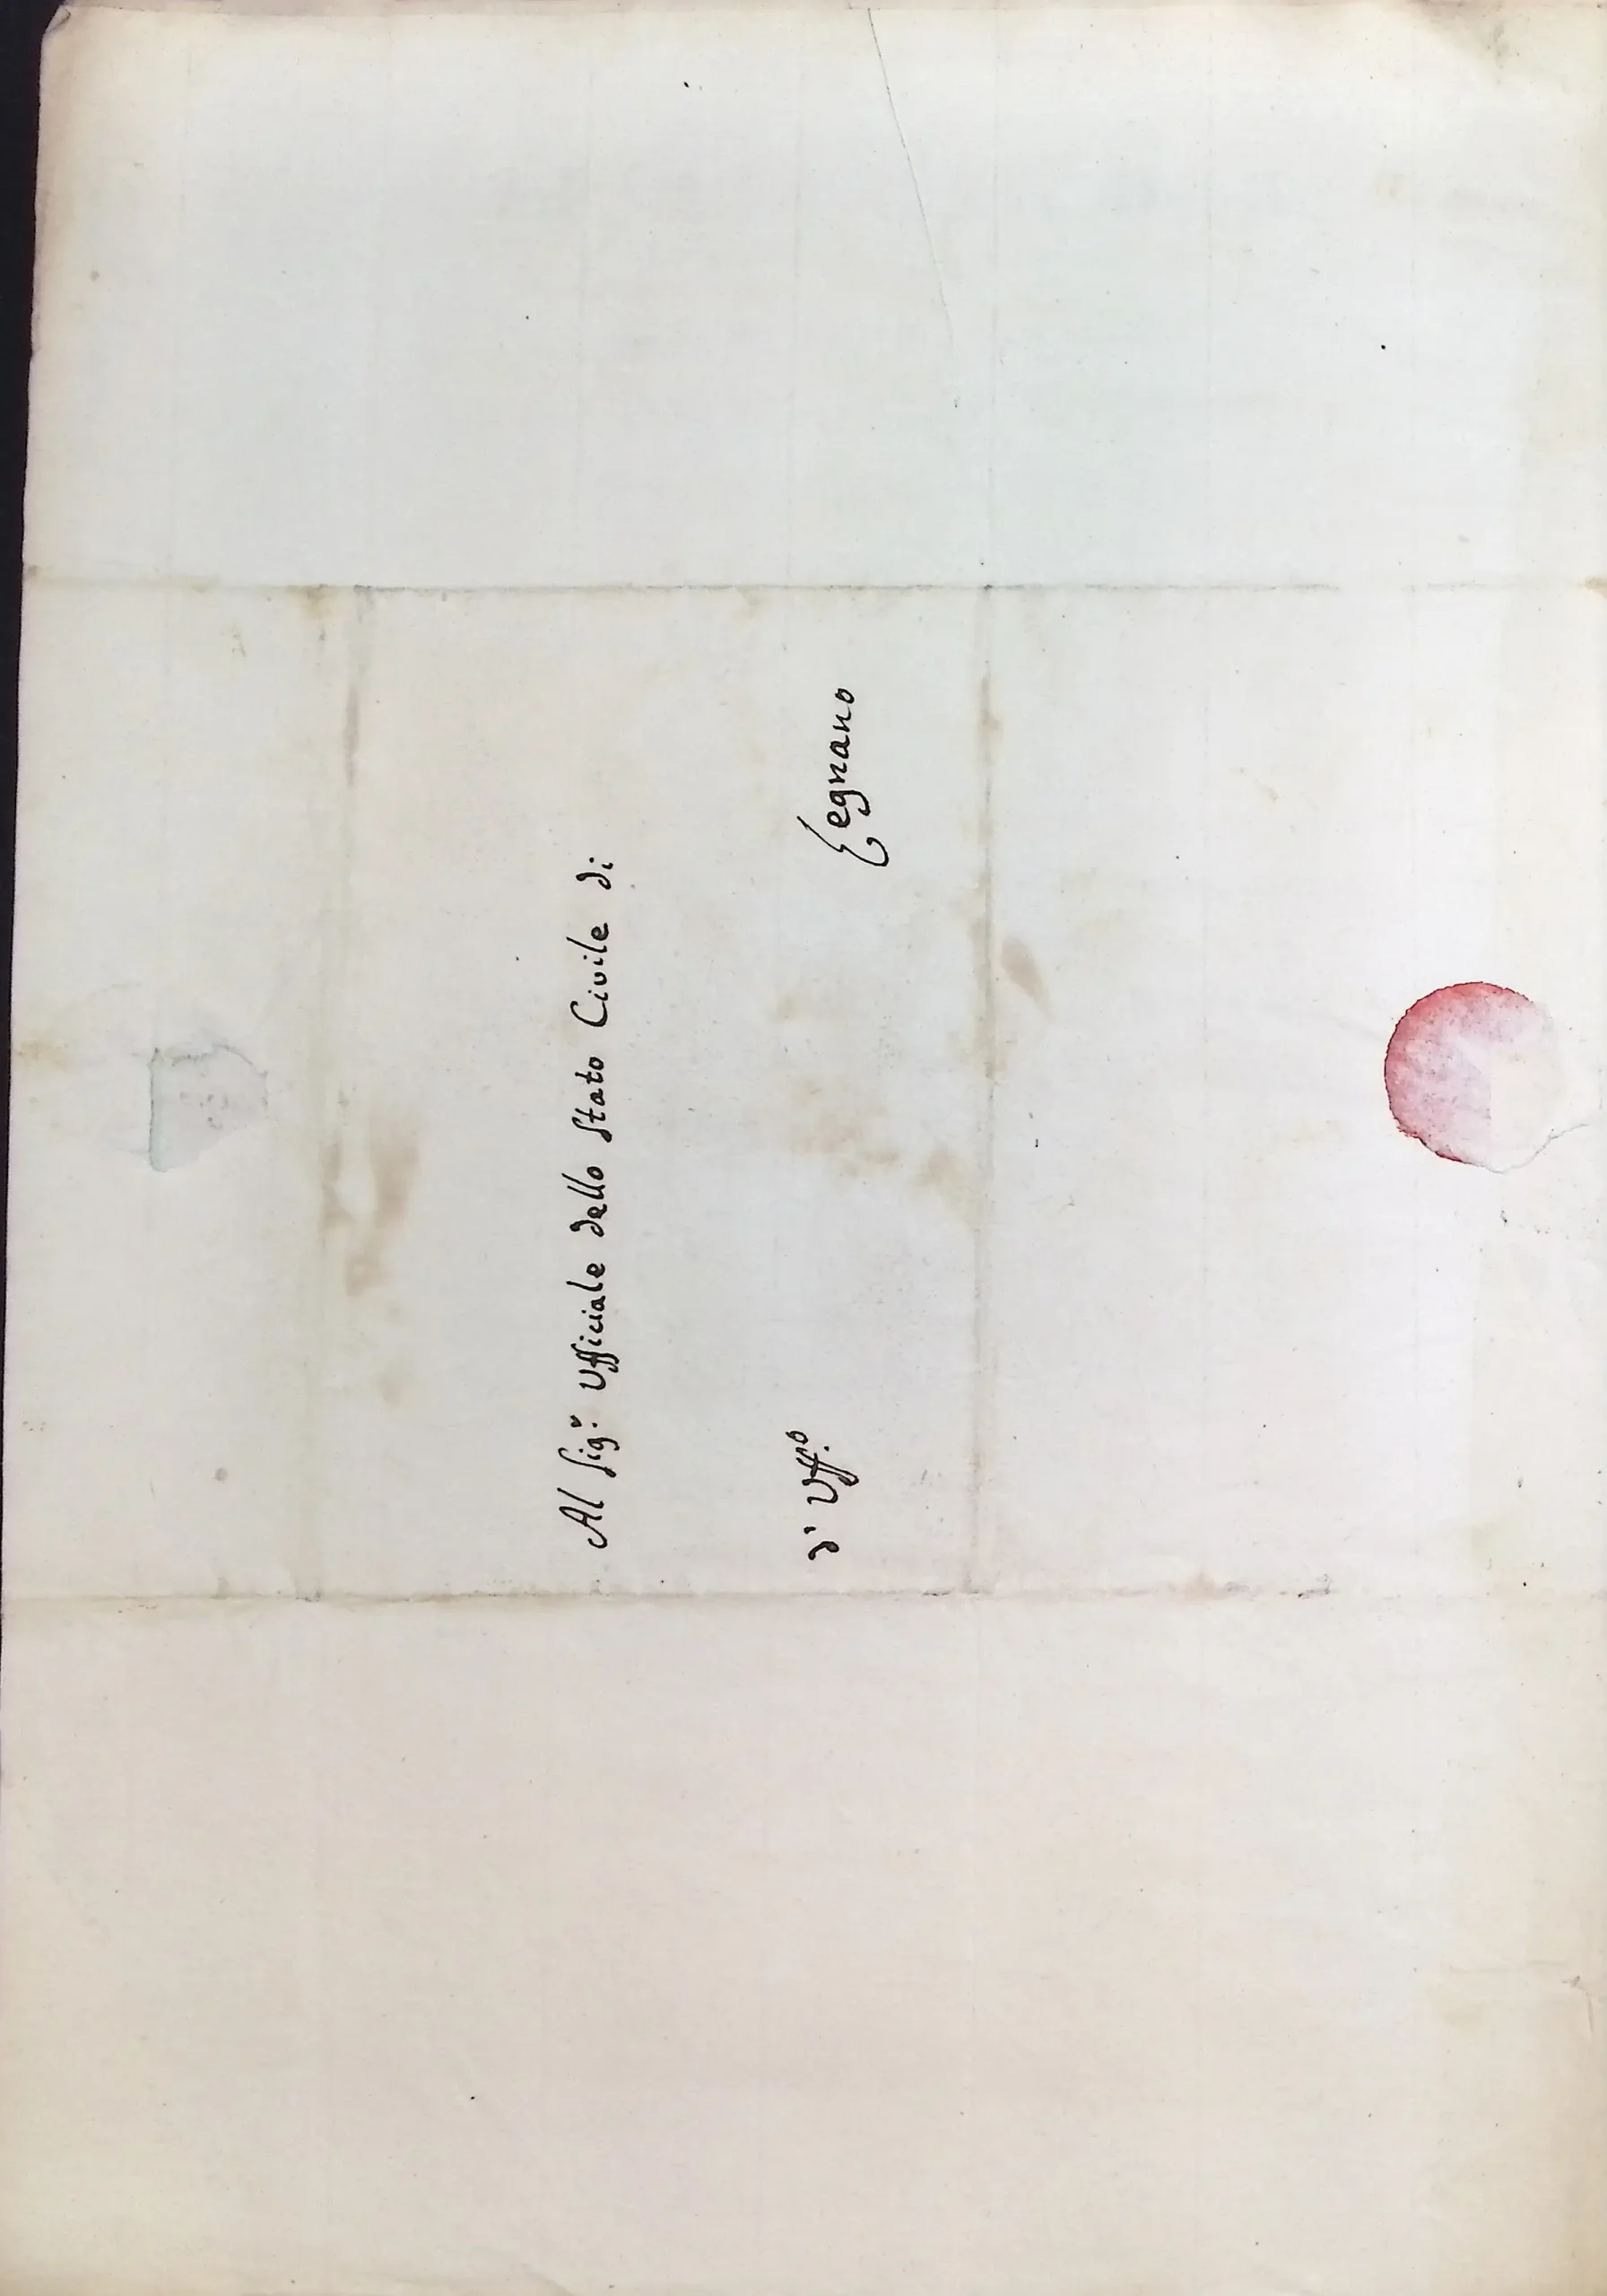 Al Sig.r Ufficiale dello Stato Civile di
d' Uff.o Legnano